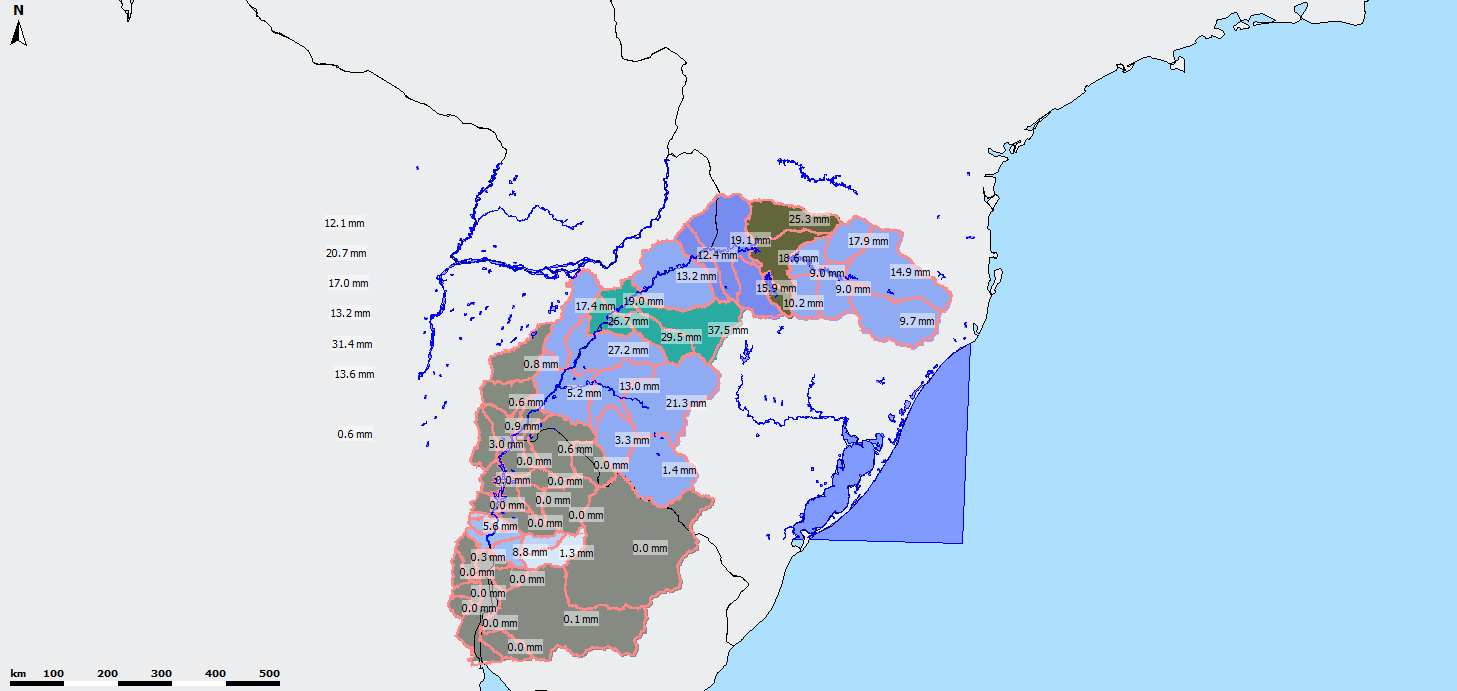 N
25.3 mm
12.1 mm
19.1 mm
17.9 mm
20.7 mm
12.4 mm
18.6 mm
13.2 mm
9.0 mm
14.9 mm
17.0 mm
15.9 mm
9.0 mm
17.4 mm
19.0 mm
10.2 mm
13.2 mm
26.7 mm
9.7 mm
29.5 mm
37.5 mm
31.4 mm
27.2 mm
0.8 mm
13.6 mm
5.2 mm
13.0 mm
0.6 mm
21.3 mm
0.9 mm
0.6 mm
3.0 mm
0.6 mm
3.3 mm
0.0 mm
0.0 mm
1.4 mm
0.0 mm
0.0 mm
0.0 mm
0.0 mm
0.0 mm
5.6 mm
0.0 mm
0.3 mm
8.8 mm
1.3 mm
0.0 mm
0.0 mm
0.0 mm
0.0 mm
0.0 mm
0.0 mm
0.1 mm
0.0 mm
km 100 200 300 400 500